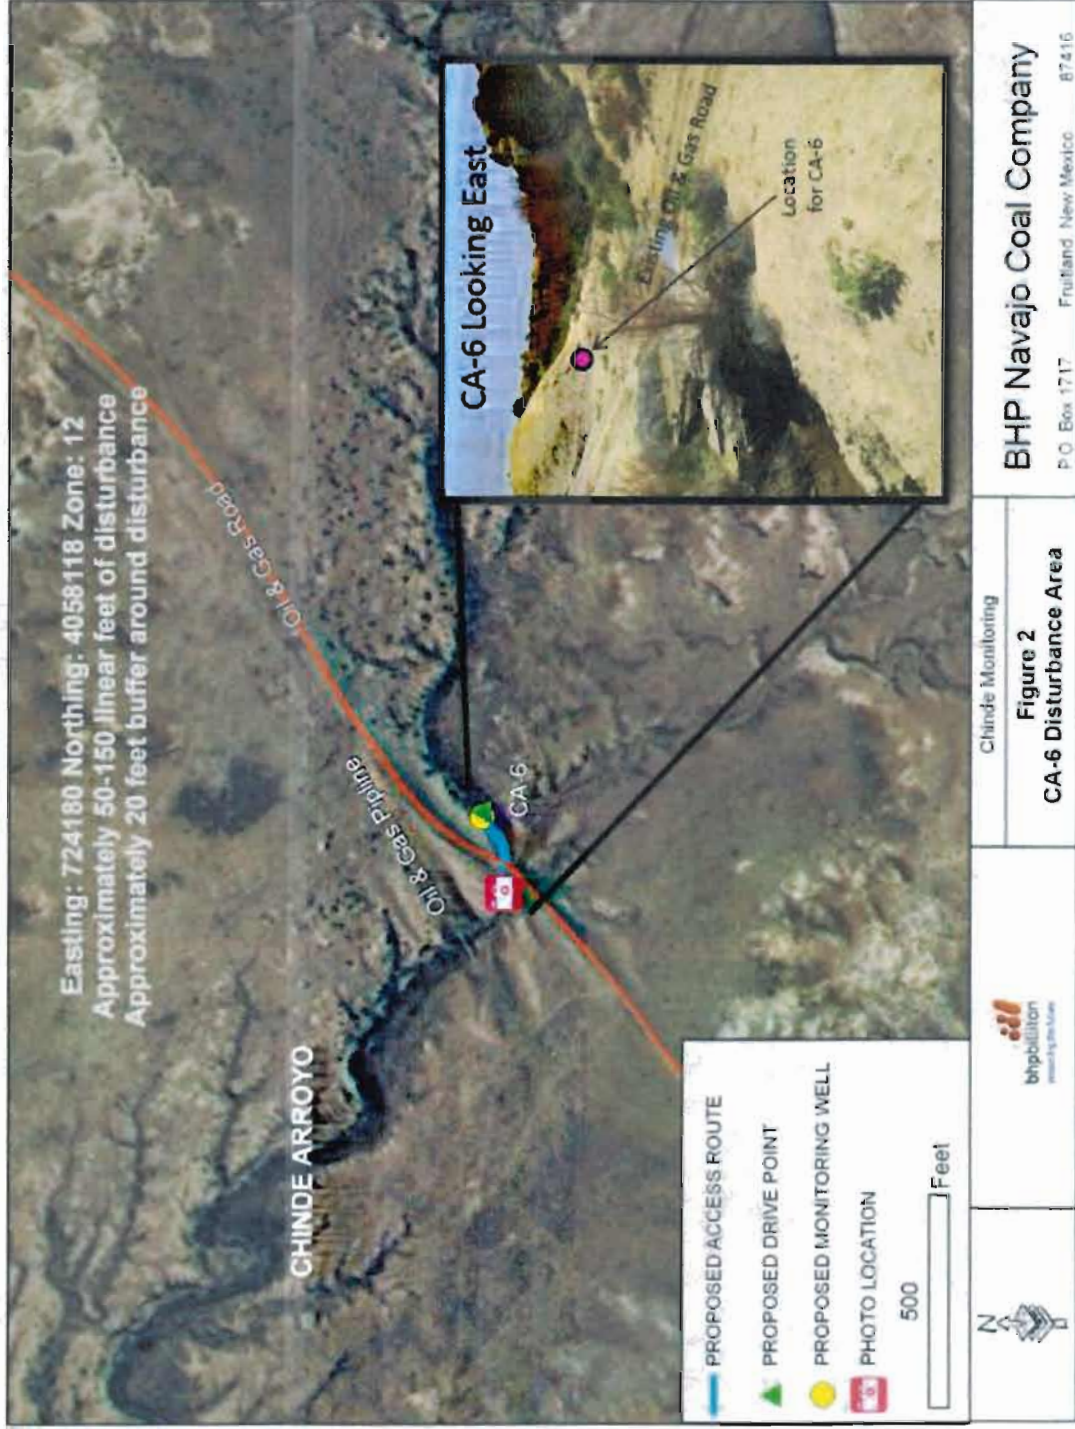 Easting: 724180 Northing: 4058118 Zone: 12
Approximately 50-150 linear feet of disturbance
Approximately 20 feet buffer around disturbance
Oil & Gas Road
CHINDE ARROYO
Oil & Gas Pipline
CA-6
CA-6 Looking East
Existing Oil & Gas Road
Location
for CA-6
PROPOSED ACCESS ROUTE
PROPOSED DRIVE POINT
PROPOSED MONITORING WELL
PHOTO LOCATION
500
Feet
N
bhpbilliton
resourcing the future
Chinde Monitoring
Figure 2
CA-6 Disturbance Area
BHP Navajo Coal Company
P.O. Box 1717 Fruitland, New Mexico 87416